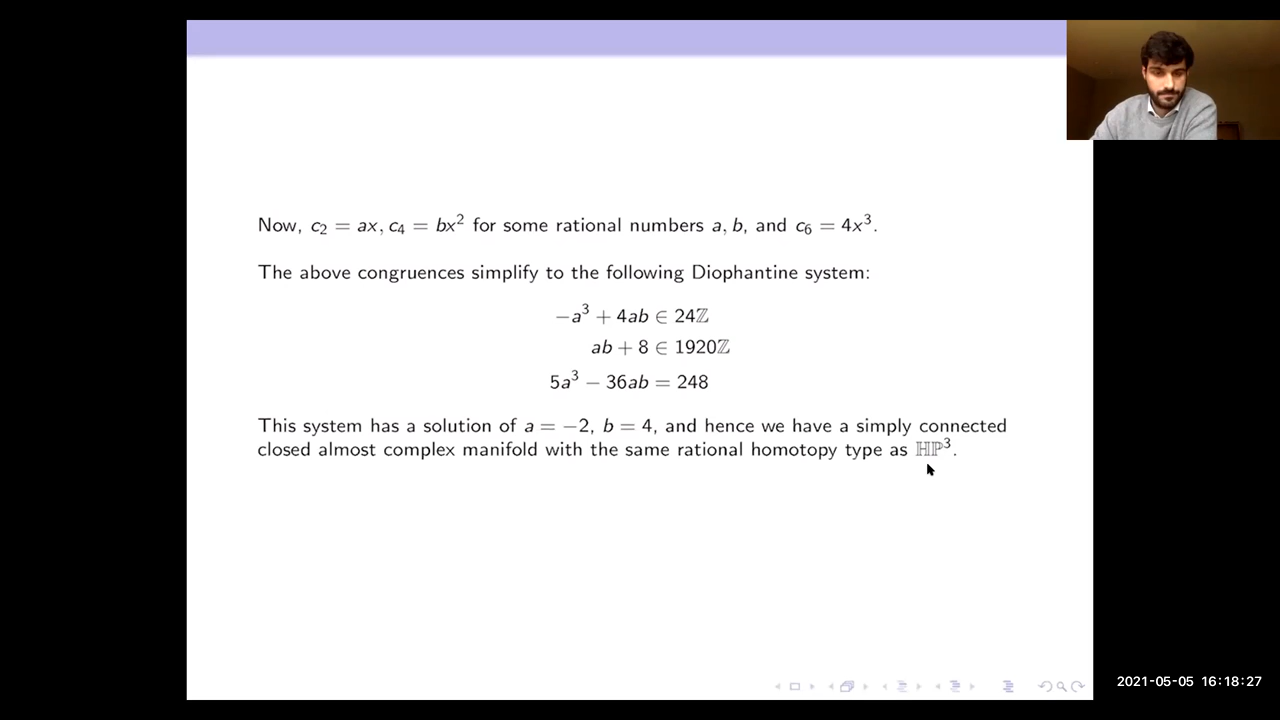 Now, c₂ = ax, c₄ = bx² for some rational numbers a, b, and c₆ = 4x³.
The above congruences simplify to the following Diophantine system:
−a³ + 4ab ∈ 24ℤ
ab + 8 ∈ 1920ℤ
5a³ − 36ab = 248
This system has a solution of a = −2, b = 4, and hence we have a simply connected
closed almost complex manifold with the same rational homotopy type as ℍℙ³.
2021-05-05 16:18:27